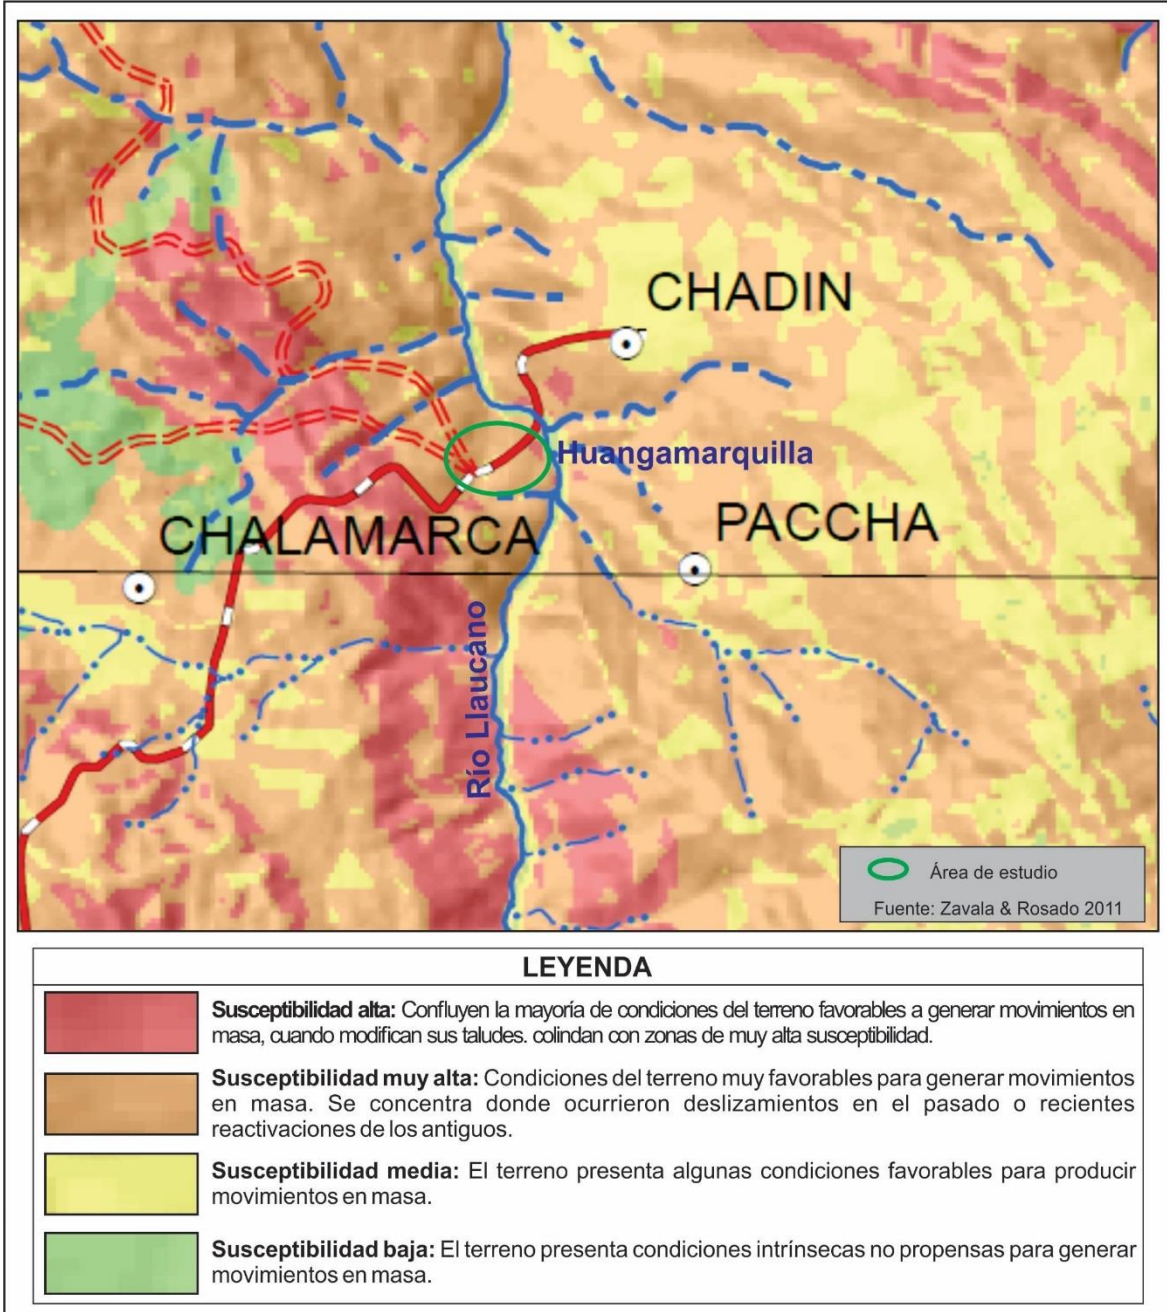 CHADIN
Huangamarquilla
CHALAMARCA
PACCHA
Río Llaucano
Área de estudio
Fuente: Zavala & Rosado 2011
LEYENDA
Susceptibilidad alta: Confluyen la mayoría de condiciones del terreno favorables a generar movimientos en
masa, cuando modifican sus taludes. colindan con zonas de muy alta susceptibilidad.
Susceptibilidad muy alta: Condiciones del terreno muy favorables para generar movimientos
en masa. Se concentra donde ocurrieron deslizamientos en el pasado o recientes
reactivaciones de los antiguos.
Susceptibilidad media: El terreno presenta algunas condiciones favorables para producir
movimientos en masa.
Susceptibilidad baja: El terreno presenta condiciones intrínsecas no propensas para generar
movimientos en masa.